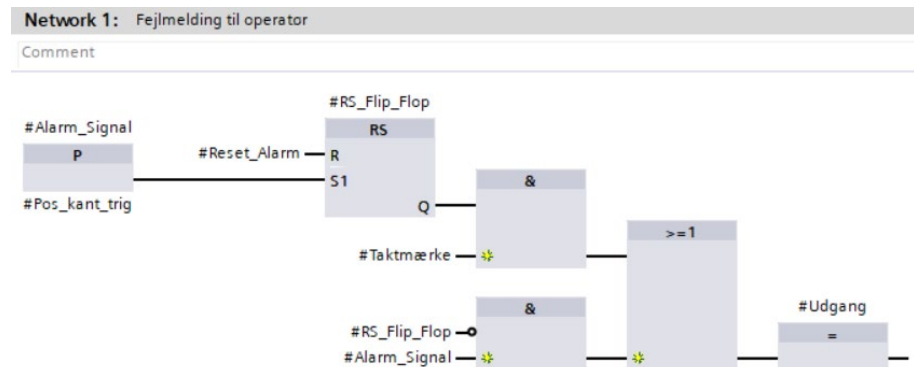 Network 1: Fejlmelding til operator
Comment
#RS_Flip_Flop
#Alarm_Signal
RS
P
#Reset_Alarm
R
S1
&
#Pos_kant_trig
Q
>=1
#Taktmærke
&
#Udgang
#RS_Flip_Flop
=
#Alarm_Signal